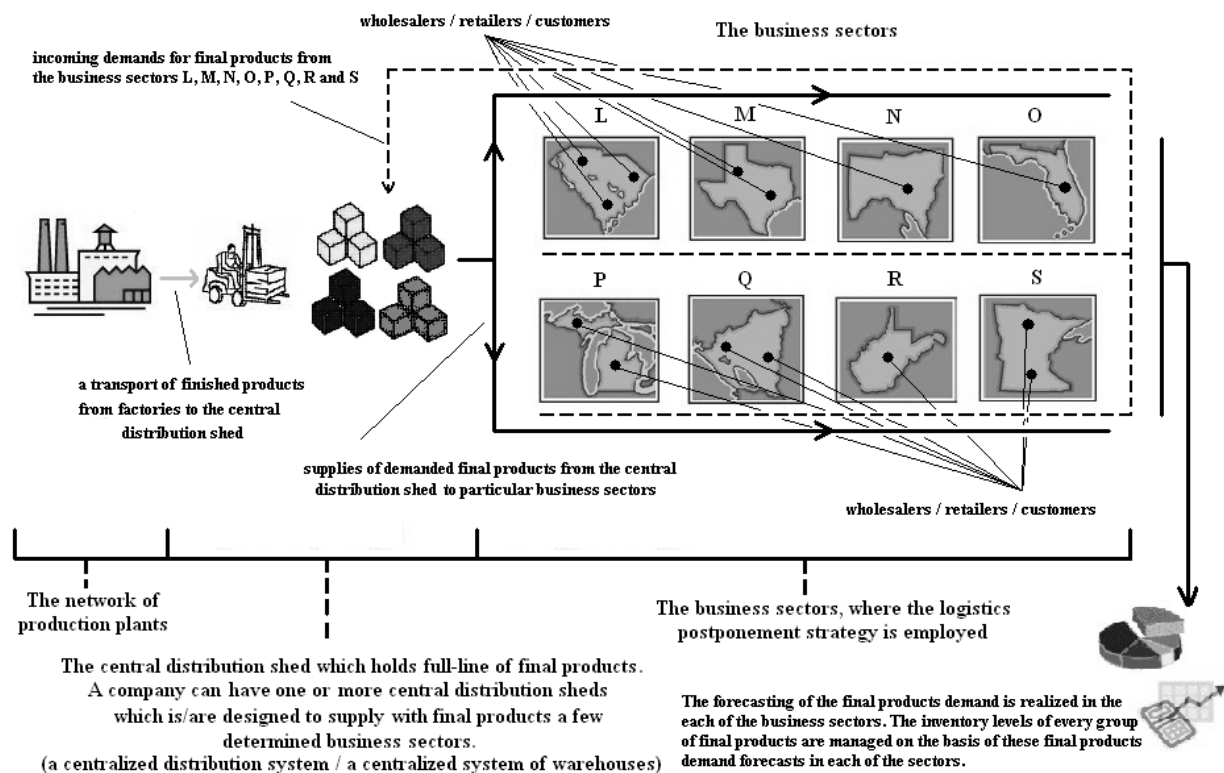 wholesalers / retailers / customers
The business sectors
incoming demands for final products from
the business sectors L, M, N, O, P, Q, R and S
L
M
N
O
P
Q
R
S
a transport of finished products
from factories to the central
distribution shed
supplies of demanded final products from the central
distribution shed to particular business sectors
wholesalers / retailers / customers
The network of
production plants
The business sectors, where the logistics
postponement strategy is employed
The central distribution shed which holds full-line of final products.
A company can have one or more central distribution sheds
which is/are designed to supply with final products a few
determined business sectors.
(a centralized distribution system / a centralized system of warehouses)
The forecasting of the final products demand is realized in the
each of the business sectors. The inventory levels of every group
of final products are managed on the basis of these final products
demand forecasts in each of the sectors.